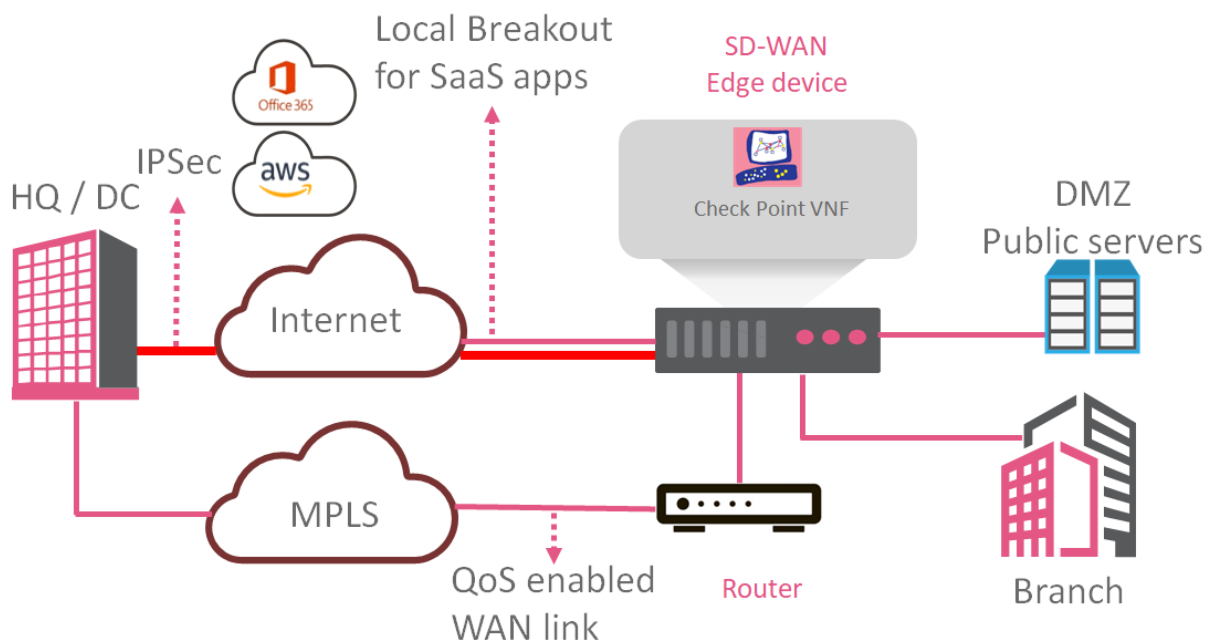 Local Breakout
for SaaS apps
SD-WAN
Edge device
Office 365
IPSec
aws
HQ / DC
Check Point VNF
DMZ
Public servers
Internet
MPLS
QoS enabled
WAN link
Router
Branch